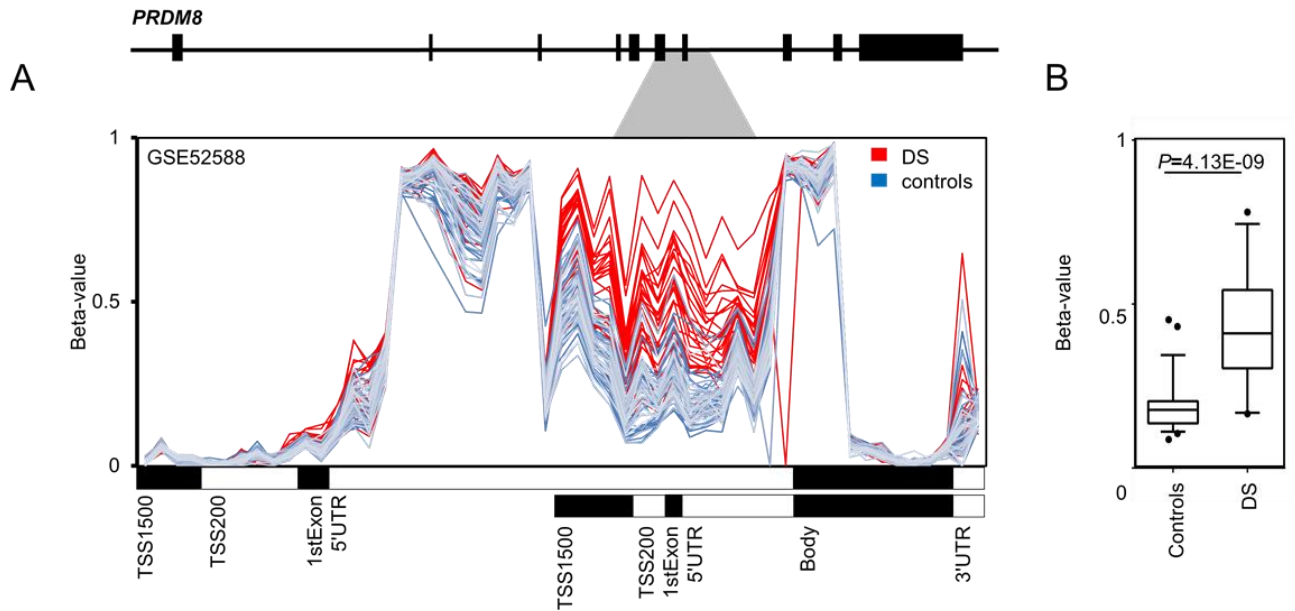 PRDM8
A
B
1
GSE52588
DS
controls
0.5
Beta-value
0
TSS1500
TSS200
1stExon
5'UTR
TSS1500
TSS200
1stExon
5'UTR
Body
3'UTR
1
P=4.13E-09
0.5
Beta-value
0
Controls
DS